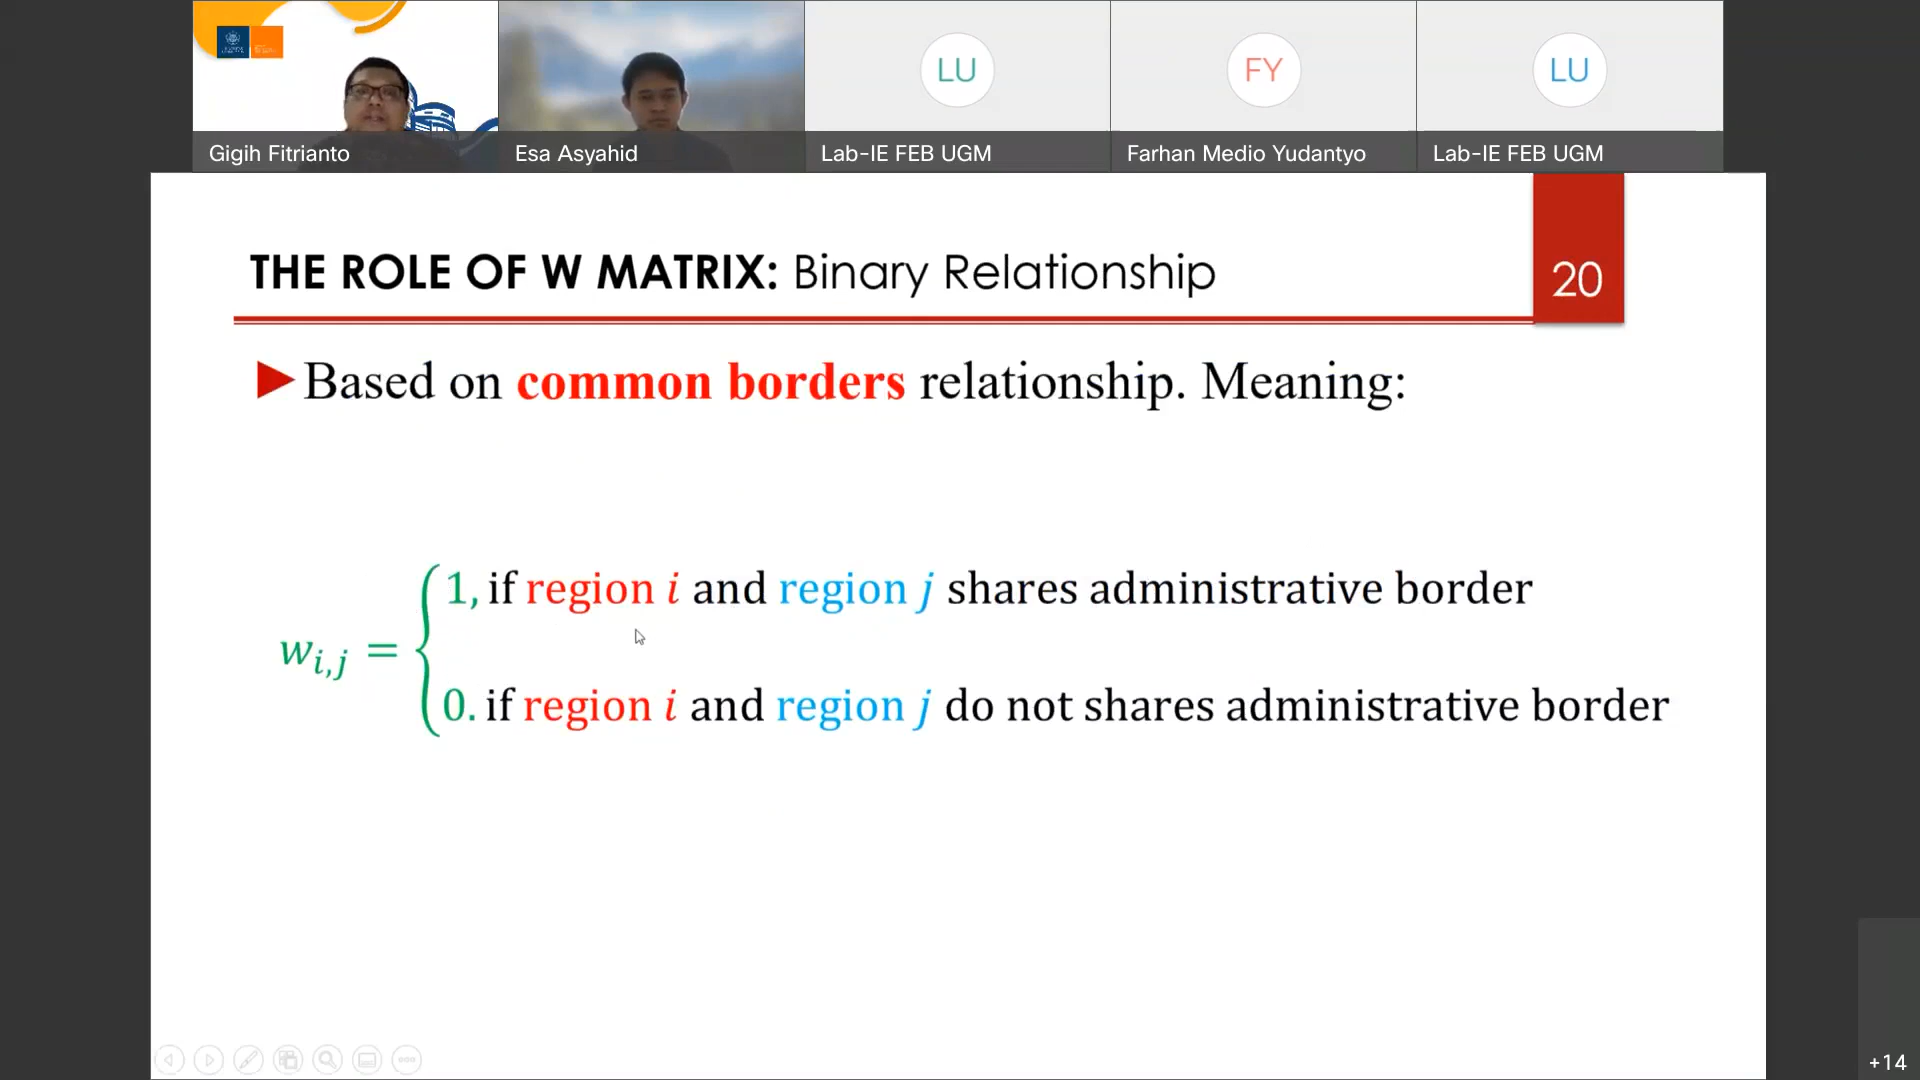 LU
FY
LU
Gigih Fitrianto
Esa Asyahid
Lab-IE FEB UGM
Farhan Medio Yudantyo
Lab-IE FEB UGM
THE ROLE OF W MATRIX: Binary Relationship
20
Based on common borders relationship. Meaning:
1, if region i and region j shares administrative border
w_{i,j} =
0. if region i and region j do not shares administrative border
+14